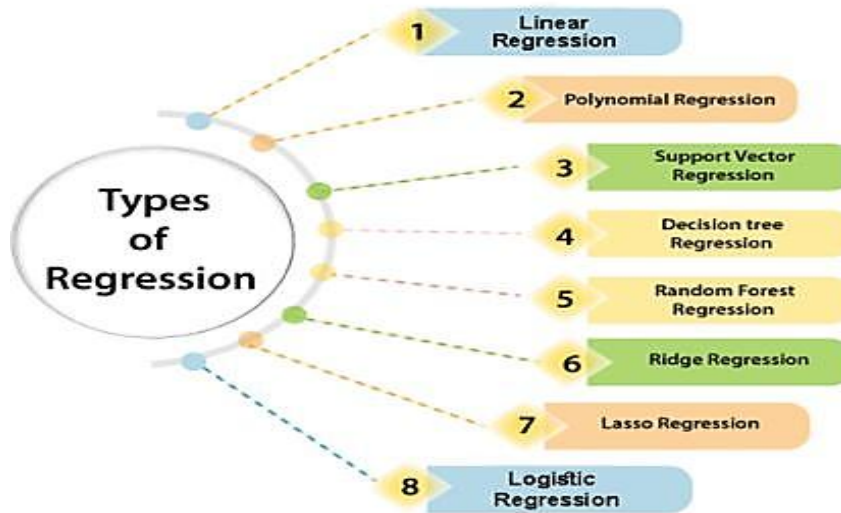 Types
of
Regression
1
Linear
Regression
2
Polynomial Regression
3
Support Vector
Regression
4
Decision tree
Regression
5
Random Forest
Regression
6
Ridge Regression
7
Lasso Regression
8
Logistic
Regression